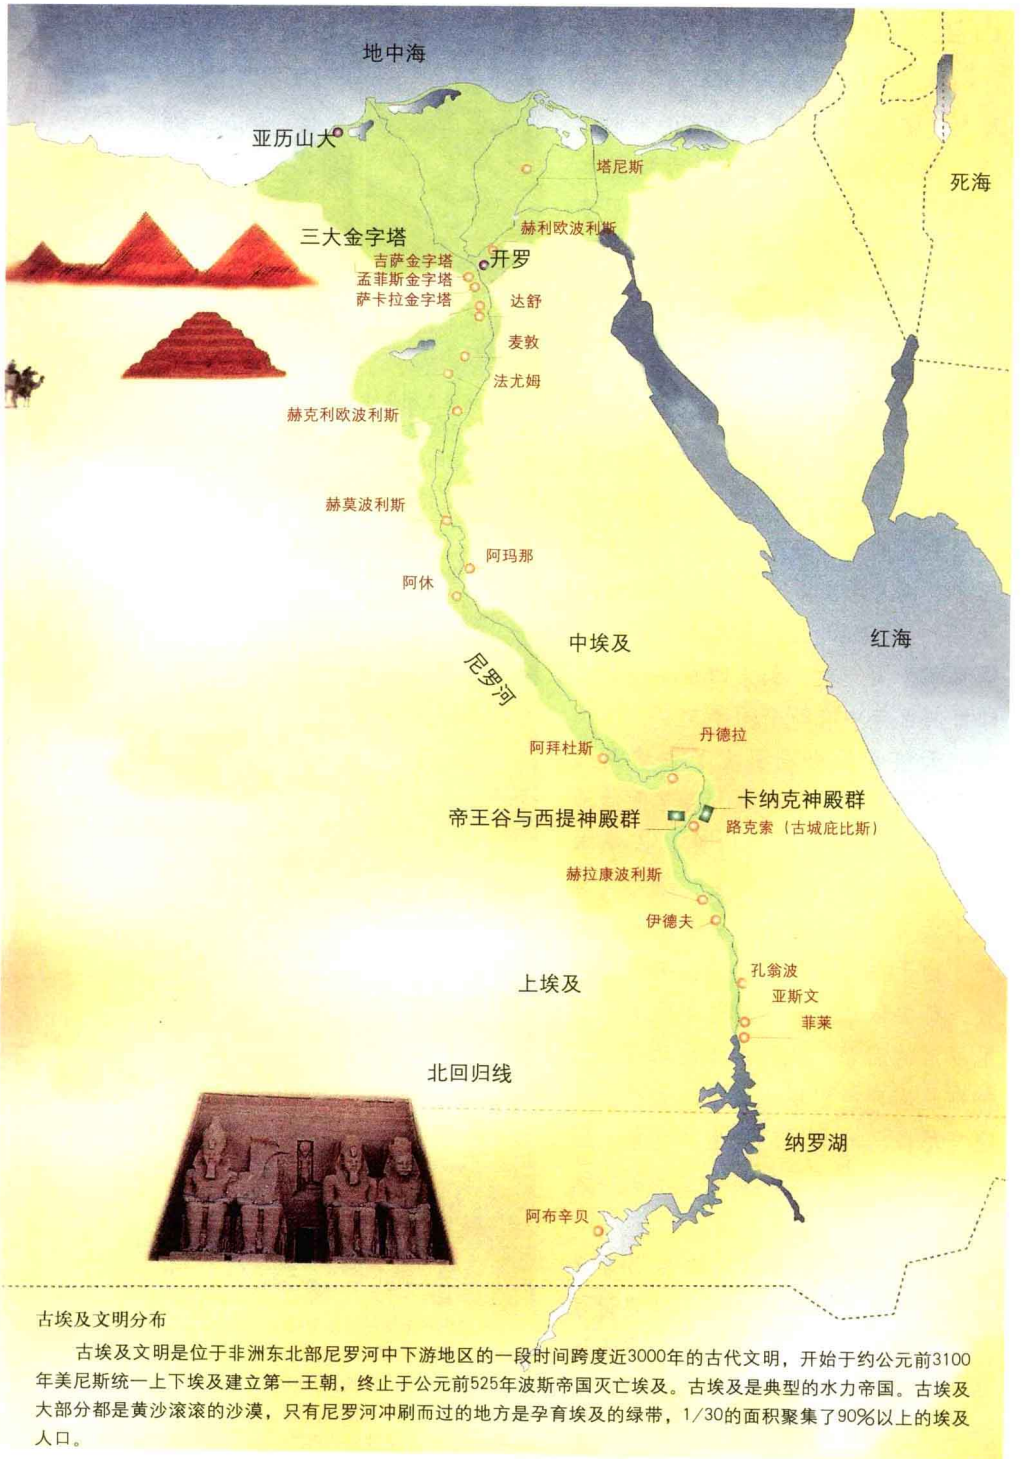 地中海
亚历山大
塔尼斯
死海
赫利欧波利斯
三大金字塔
开罗
吉萨金字塔
孟菲斯金字塔
萨卡拉金字塔
达舒
麦敦
法尤姆
赫克利欧波利斯
赫莫波利斯
阿玛那
阿休
中埃及
红海
尼罗河
丹德拉
阿拜杜斯
卡纳克神殿群
帝王谷与西提神殿群
路克索（古城庇比斯）
赫拉康波利斯
伊德夫
孔翁波
上埃及
亚斯文
菲莱
北回归线
纳罗湖
阿布辛贝
古埃及文明分布
古埃及文明是位于非洲东北部尼罗河中下游地区的一段时间跨度近3000年的古代文明，开始于约公元前3100
年美尼斯统一上下埃及建立第一王朝，终止于公元前525年波斯帝国灭亡埃及。古埃及是典型的水力帝国。古埃及
大部分都是黄沙滚滚的沙漠，只有尼罗河冲刷而过的地方是孕育埃及的绿带，1/30的面积聚集了90%以上的埃及
人口。